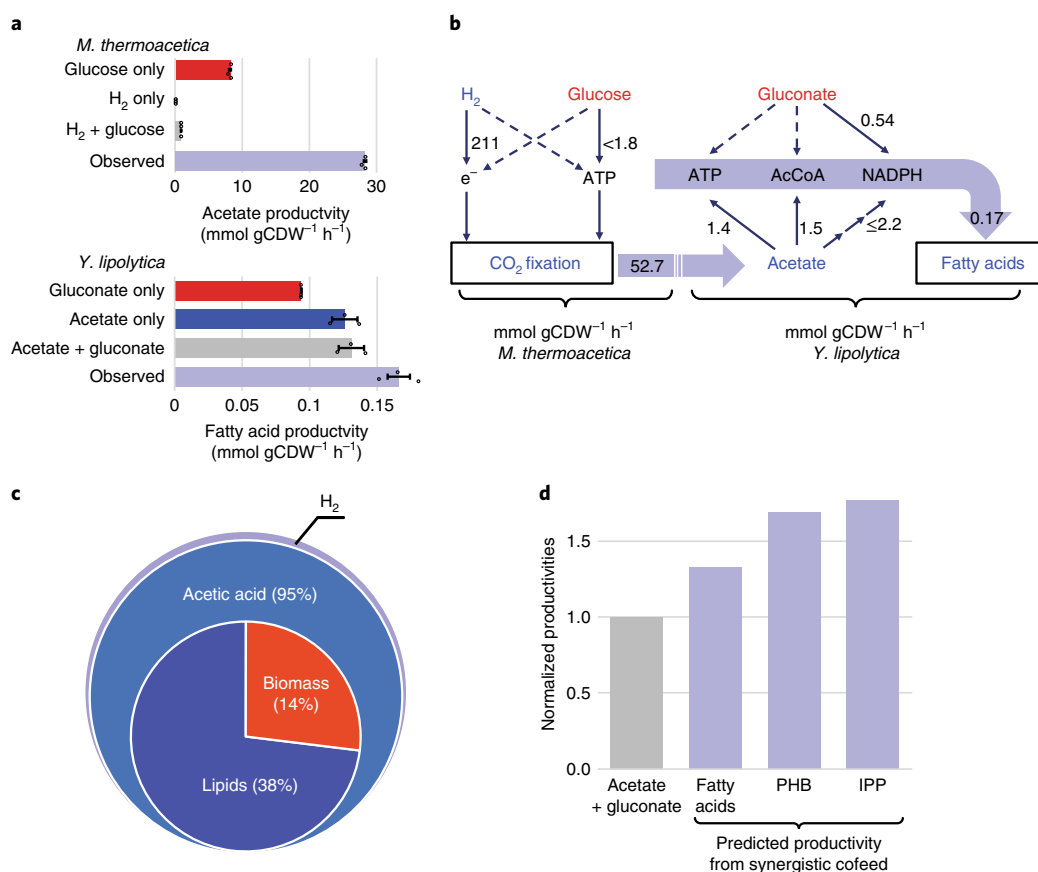 a
M. thermoacetica
Glucose only
H₂ only
H₂ + glucose
Observed
0 10 20 30
Acetate productvity
(mmol gCDW⁻¹ h⁻¹)
Y. lipolytica
Gluconate only
Acetate only
Acetate + gluconate
Observed
0 0.05 0.1 0.15
Fatty acid productvity
(mmol gCDW⁻¹ h⁻¹)
b
H₂ Glucose Gluconate
211 <1.8 0.54
e⁻ ATP ATP AcCoA NADPH
1.4 1.5 ≤2.2 0.17
CO₂ fixation 52.7 Acetate Fatty acids
mmol gCDW⁻¹ h⁻¹ mmol gCDW⁻¹ h⁻¹
M. thermoacetica Y. lipolytica
c
H₂
Acetic acid (95%)
Biomass
(14%)
Lipids (38%)
d
Normalized productivities
1.5
1.0
0.5
0.0
Acetate
+ gluconate
Fatty
acids
PHB
IPP
Predicted productivity
from synergistic cofeed